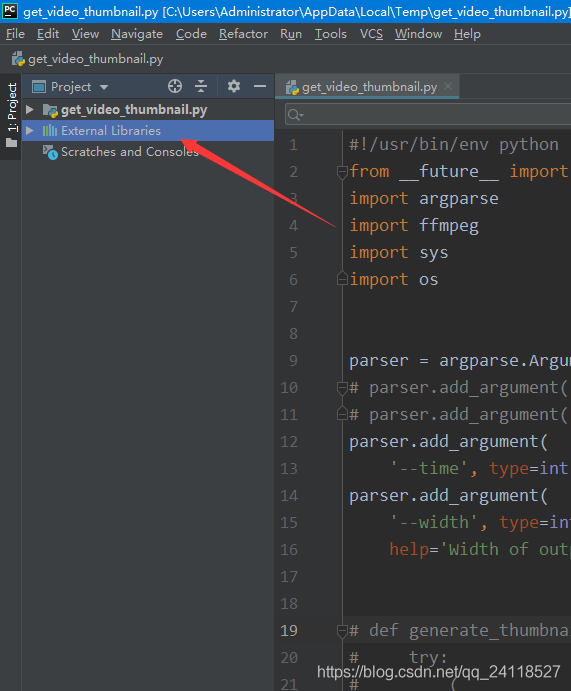 get_video_thumbnail.py [C:\Users\Administrator\AppData\Local\Temp\get_video_thumbnail.py]
File Edit View Navigate Code Refactor Run Tools VCS Window Help
get_video_thumbnail.py
1: Project
Project
get_video_thumbnail.py
External Libraries
Scratches and Consoles
get_video_thumbnail.py
1 #!/usr/bin/env python
2 from __future__ import
3 import argparse
4 import ffmpeg
5 import sys
6 import os
7
8
9 parser = argparse.Argu
10 # parser.add_argument(
11 # parser.add_argument(
12 parser.add_argument(
13 '--time', type=int
14 parser.add_argument(
15 '--width', type=in
16 help='Width of outp
17
18
19 # def generate_thumbna
20 # try:
21 # (
https://blog.csdn.net/qq_24118527